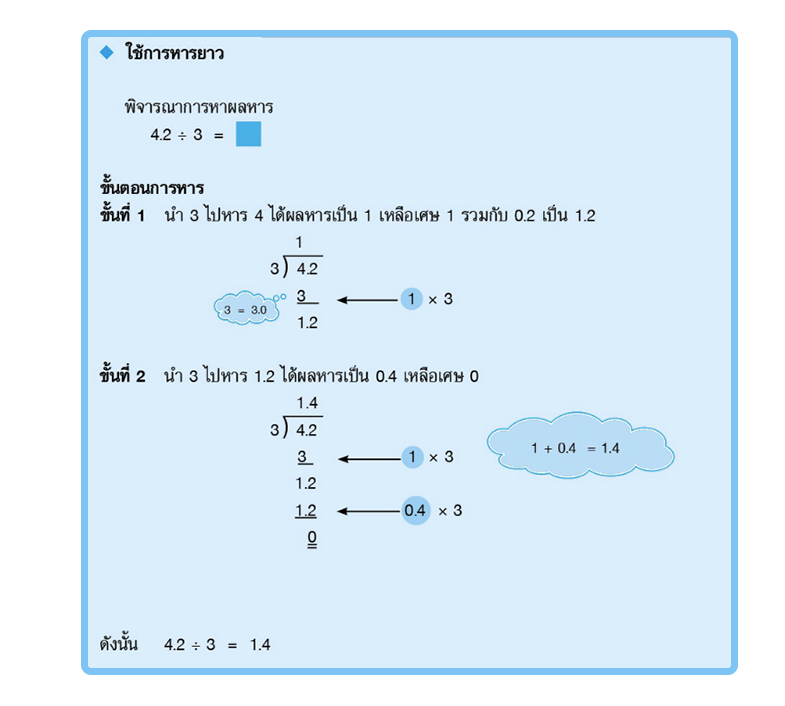 ใช้การหารยาว
พิจารณาการหาผลหาร
4.2 ÷ 3 =
ขั้นตอนการหาร
ขั้นที่ 1 นำ 3 ไปหาร 4 ได้ผลหารเป็น 1 เหลือเศษ 1 รวมกับ 0.2 เป็น 1.2
1
3) 4.2
3 = 3.0 3 1 × 3
1.2
ขั้นที่ 2 นำ 3 ไปหาร 1.2 ได้ผลหารเป็น 0.4 เหลือเศษ 0
1.4
3) 4.2
1 + 0.4 = 1.4
3 1 × 3
1.2
1.2 0.4 × 3
0
ดังนั้น 4.2 ÷ 3 = 1.4